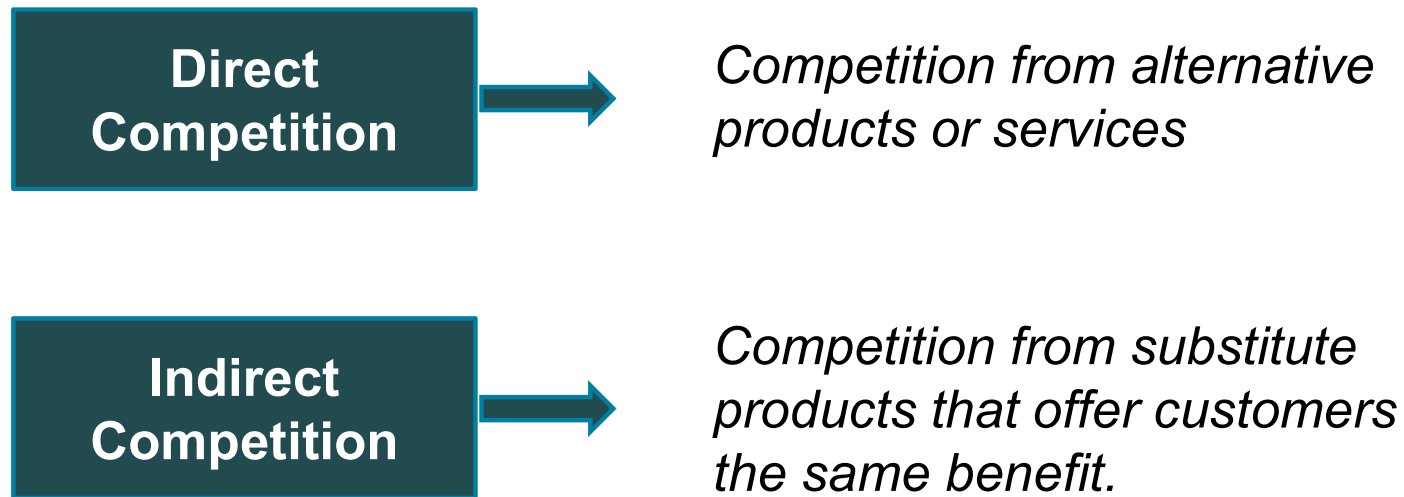 Direct
Competition
Competition from alternative
products or services
Indirect
Competition
Competition from substitute
products that offer customers
the same benefit.